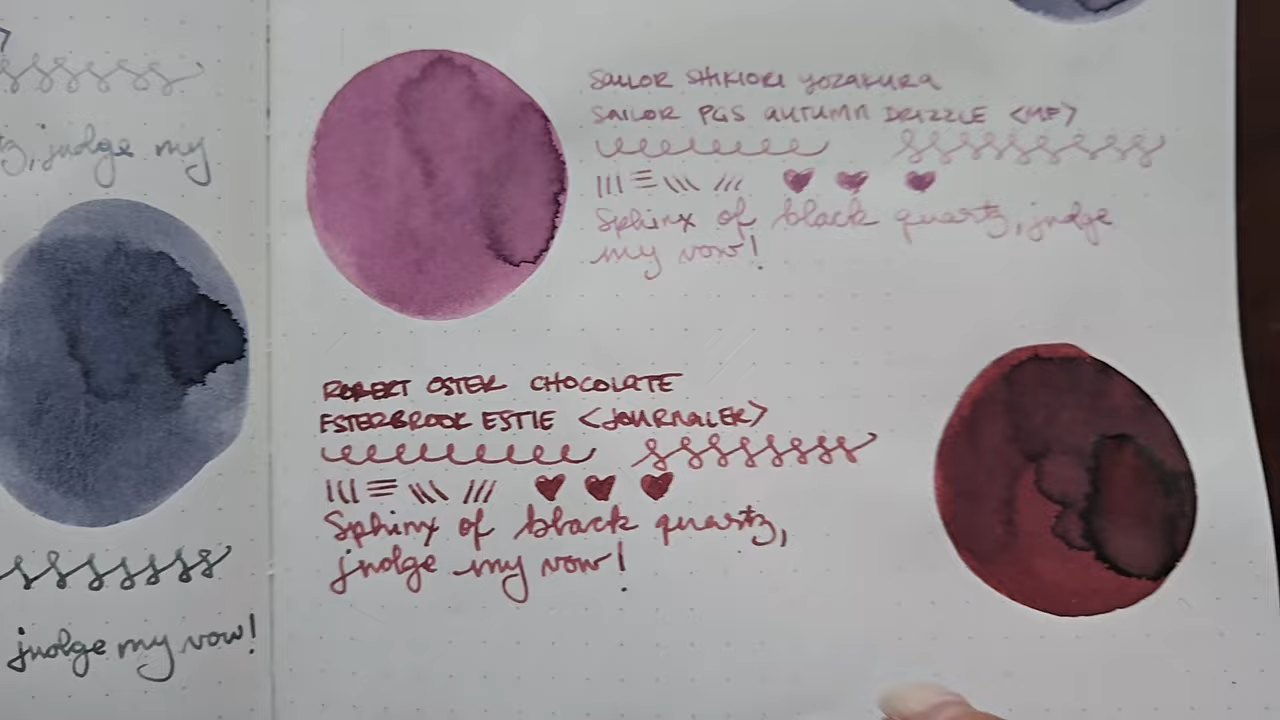 z, judge my
judge my vow!
SAILOR SHIKIORI yozakura
SAILOR PGS AUTUMN DRIZZLE <MF>
Sphinx of black quartz, judge
my vow!
ROBERT OSTER CHOCOLATE
ESTERBROOK ESTIE <JOURNALER>
Sphinx of black quartz,
judge my vow!